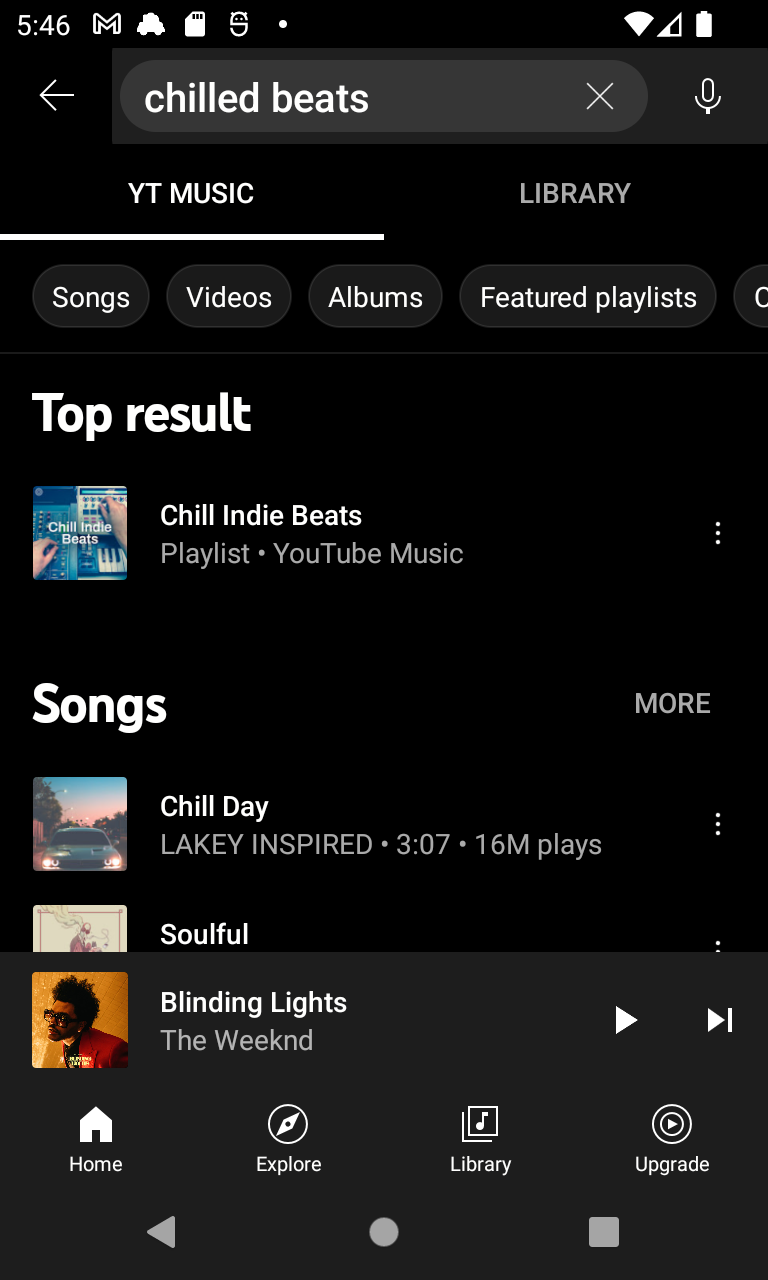 5:46
chilled beats
YT MUSIC
LIBRARY
Songs
Videos
Albums
Featured playlists
Top result
Chill Indie
Beats
Chill Indie Beats
Playlist • YouTube Music
Songs
MORE
Chill Day
LAKEY INSPIRED • 3:07 • 16M plays
Soulful
Blinding Lights
The Weeknd
Home
Explore
Library
Upgrade